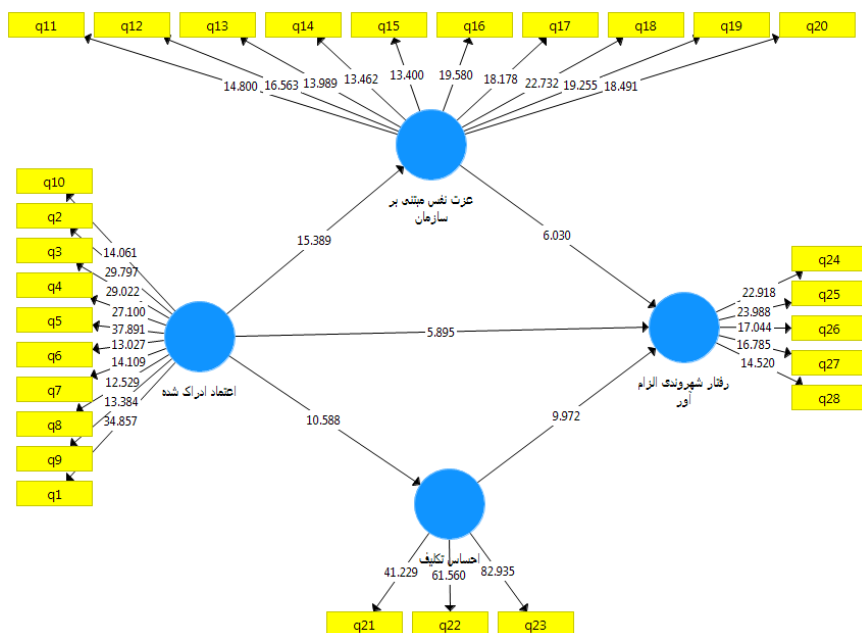 q11
q12
q13
q14
q15
q16
q17
q18
q19
q20
14.800
16.563
13.989
13.462
13.400
19.580
18.178
22.732
19.255
18.491
عزت نفس مبتنی بر
سازمان
q10
q2
q3
q4
q5
q6
q7
q8
q9
q1
14.061
29.797
29.022
27.100
37.891
13.027
14.109
12.529
13.384
34.857
اعتماد ادراک شده
15.389
6.030
5.895
10.588
9.972
q24
q25
q26
q27
q28
22.918
23.988
17.044
16.785
14.520
رفتار شهروندی الزام
آور
احساس تکلیف
41.229
61.560
82.935
q21
q22
q23